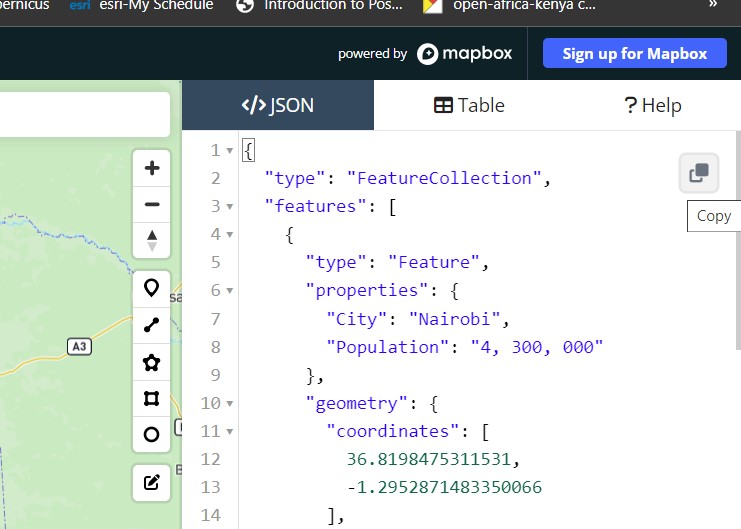 esri esri-My Schedule Introduction to Pos... open-africa-kenya c... »
powered by mapbox Sign up for Mapbox
</> JSON Table ? Help
1 {
2 "type": "FeatureCollection",
3 "features": [
4 {
5 "type": "Feature",
6 "properties": {
7 "City": "Nairobi",
8 "Population": "4, 300, 000"
9 },
10 "geometry": {
11 "coordinates": [
12 36.8198475311531,
13 -1.2952871483350066
14 ],
Copy
A3